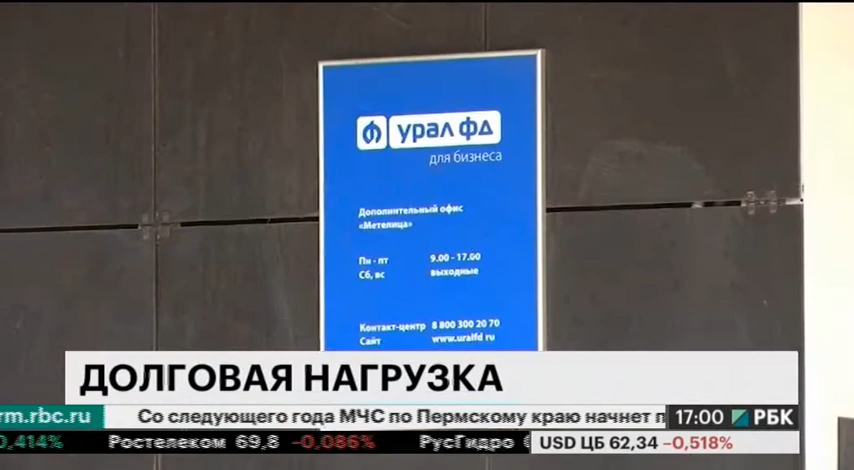 урал фд
для бизнеса
Дополнительный офис
«Метелица»
Пн - пт 9.00 - 17.00
Сб, вс выходные
Контакт-центр 8 800 300 20 70
Сайт www.uralfd.ru
ДОЛГОВАЯ НАГРУЗКА
rm.rbc.ru Со следующего года МЧС по Пермскому краю начнет п 17:00 РБК
0,414% Ростелеком 69,8 -0,086% РусГидро USD ЦБ 62,34 -0,518%